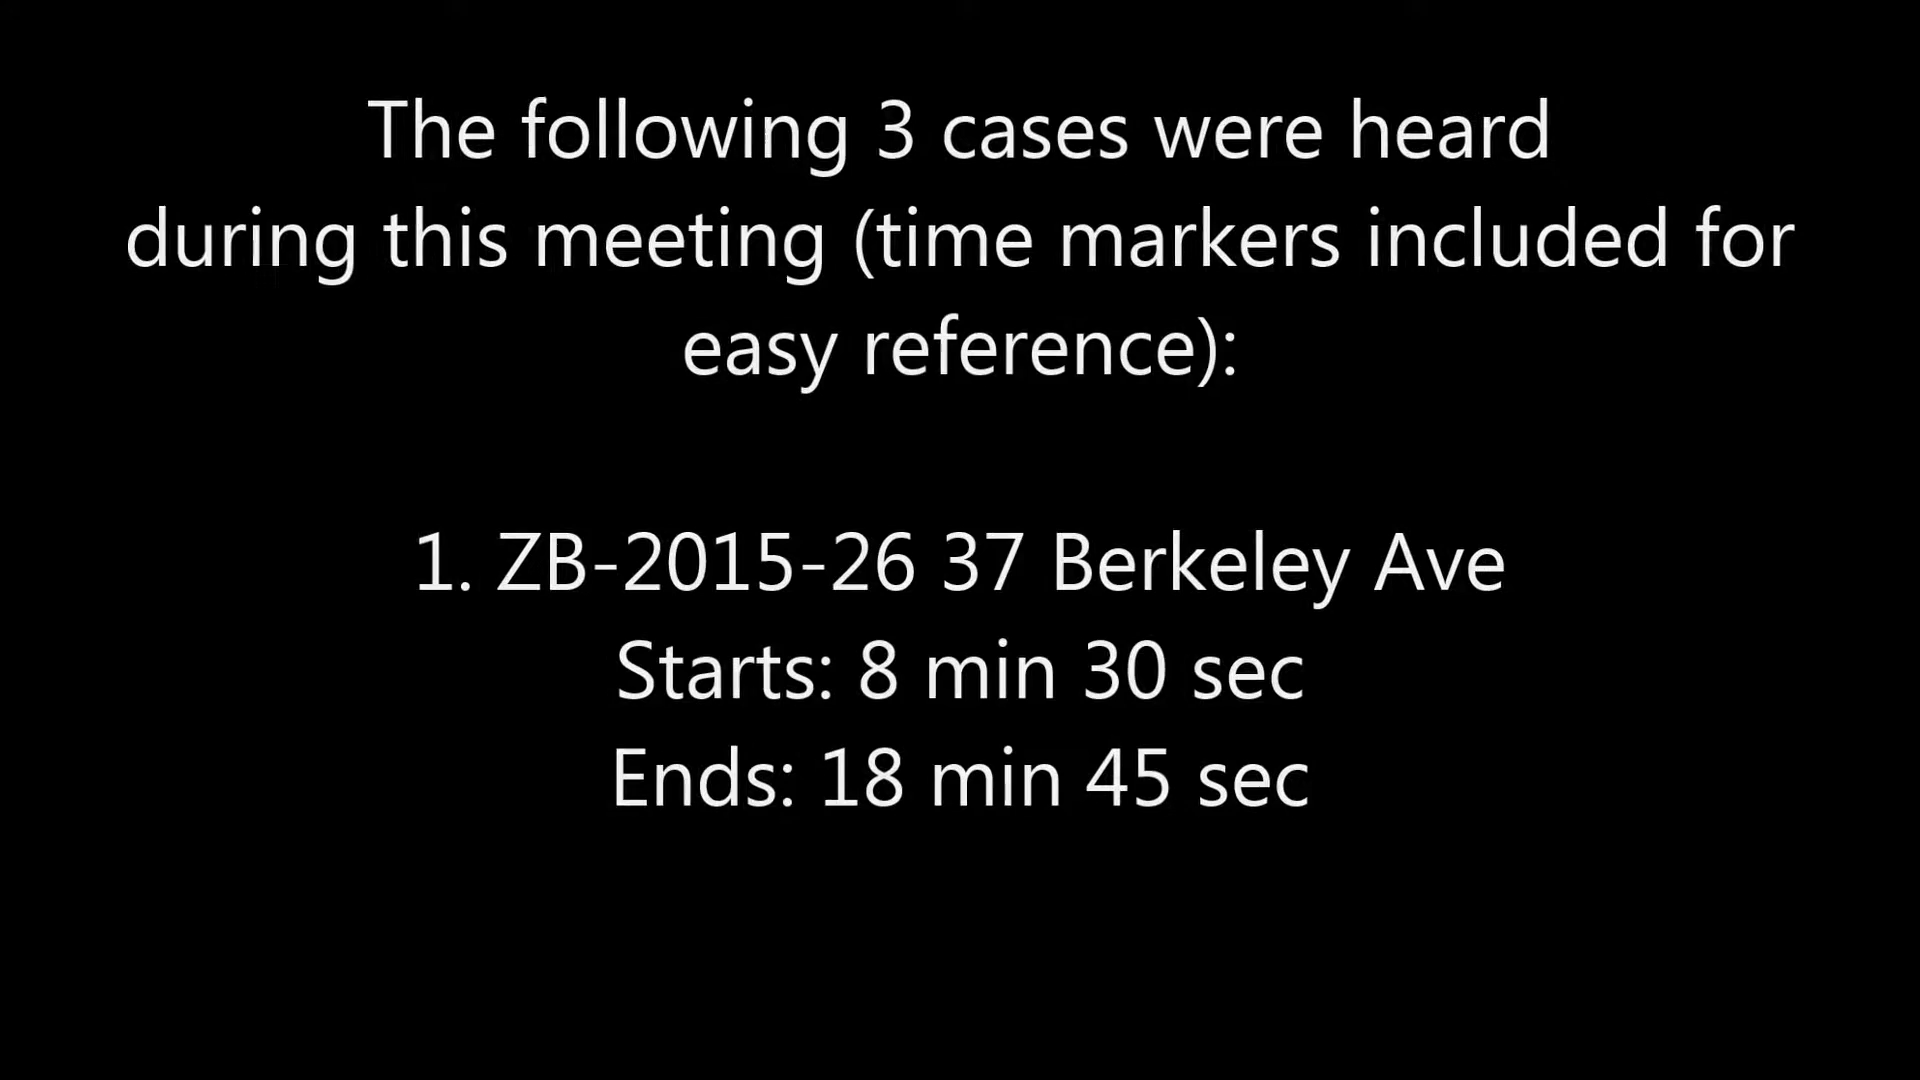 The following 3 cases were heard
during this meeting (time markers included for
easy reference):
1. ZB-2015-26 37 Berkeley Ave
Starts: 8 min 30 sec
Ends: 18 min 45 sec